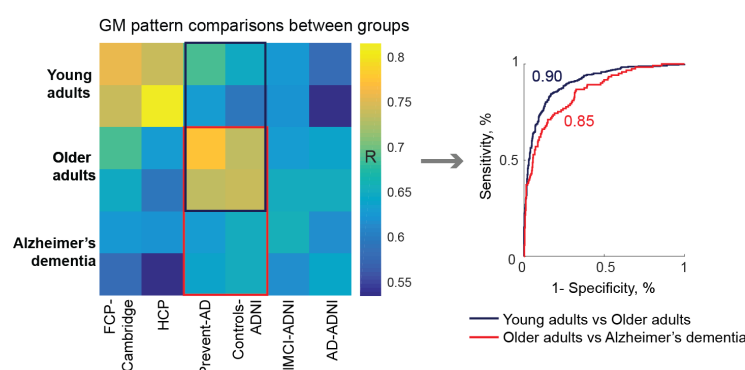 GM pattern comparisons between groups
Young
adults
Older
adults
Alzheimer's
dementia
0.8
0.75
0.7
R
0.65
0.6
0.55
FCP-
Cambridge
HCP
Prevent-AD
Controls-
ADNI
IMCI-ADNI
AD-ADNI
1
0.90
0.85
0.5
Sensitivity, %
0
0
0.5
1
1- Specificity, %
Young adults vs Older adults
Older adults vs Alzheimer's dementia